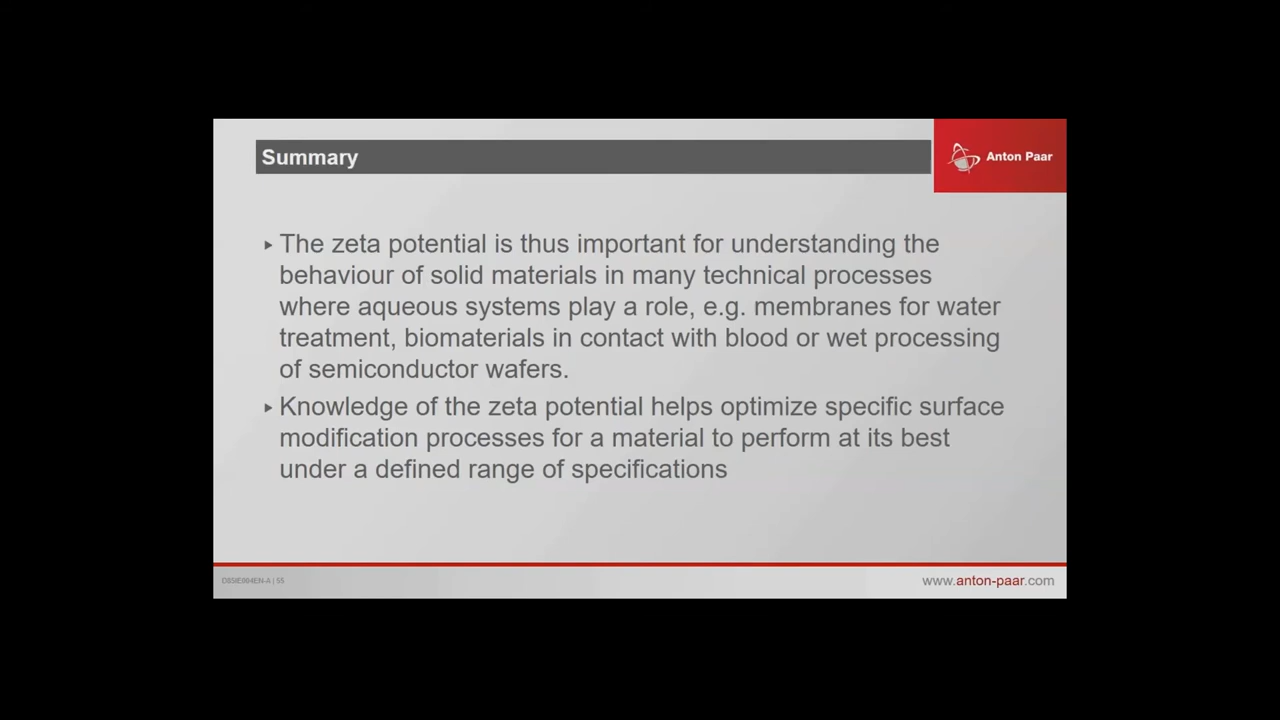 Summary
Anton Paar
The zeta potential is thus important for understanding the
behaviour of solid materials in many technical processes
where aqueous systems play a role, e.g. membranes for water
treatment, biomaterials in contact with blood or wet processing
of semiconductor wafers.
Knowledge of the zeta potential helps optimize specific surface
modification processes for a material to perform at its best
under a defined range of specifications
| 55
www.anton-paar.com